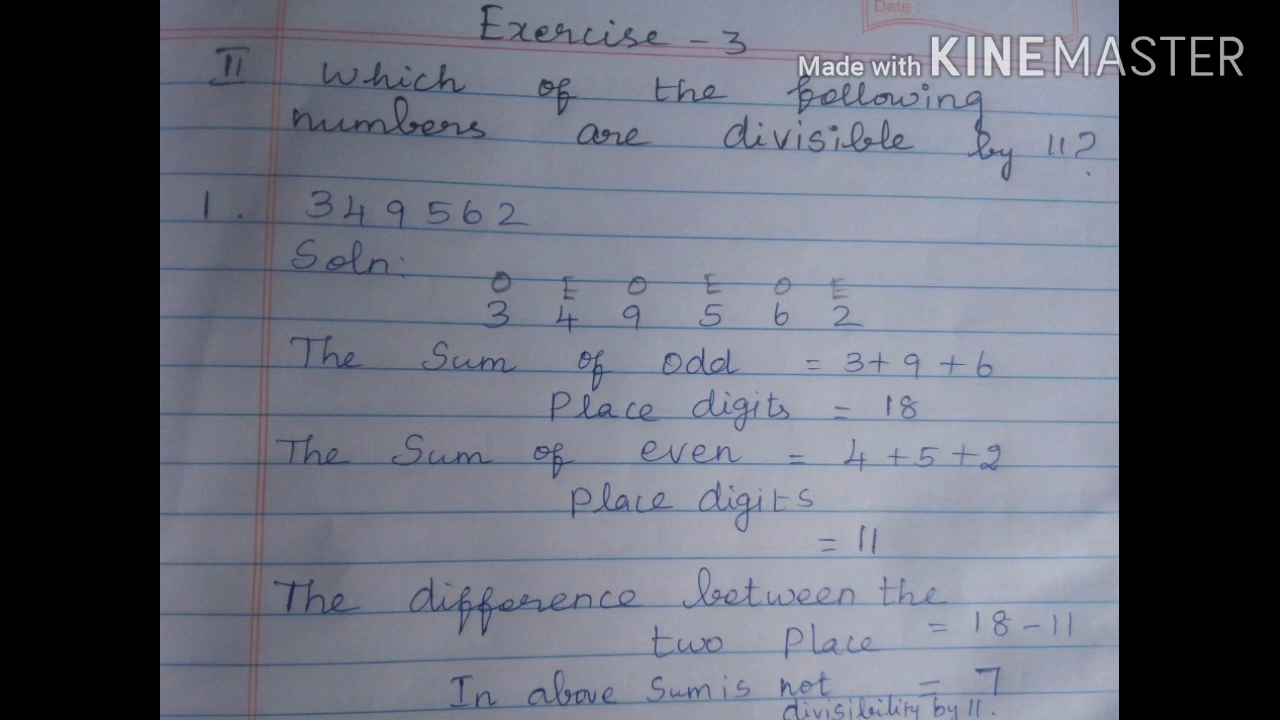 Date :
Exercise - 3
Made with KINEMASTER
II Which of the following
numbers are divisible by 11?
1. 349562
Soln:
O E O E O E
3 4 9 5 6 2
The Sum of odd = 3+9+6
Place digits = 18
The Sum of even = 4+5+2
Place digits
= 11
The difference between the
two Place = 18-11
In above Sum is not = 7
divisibility by 11.